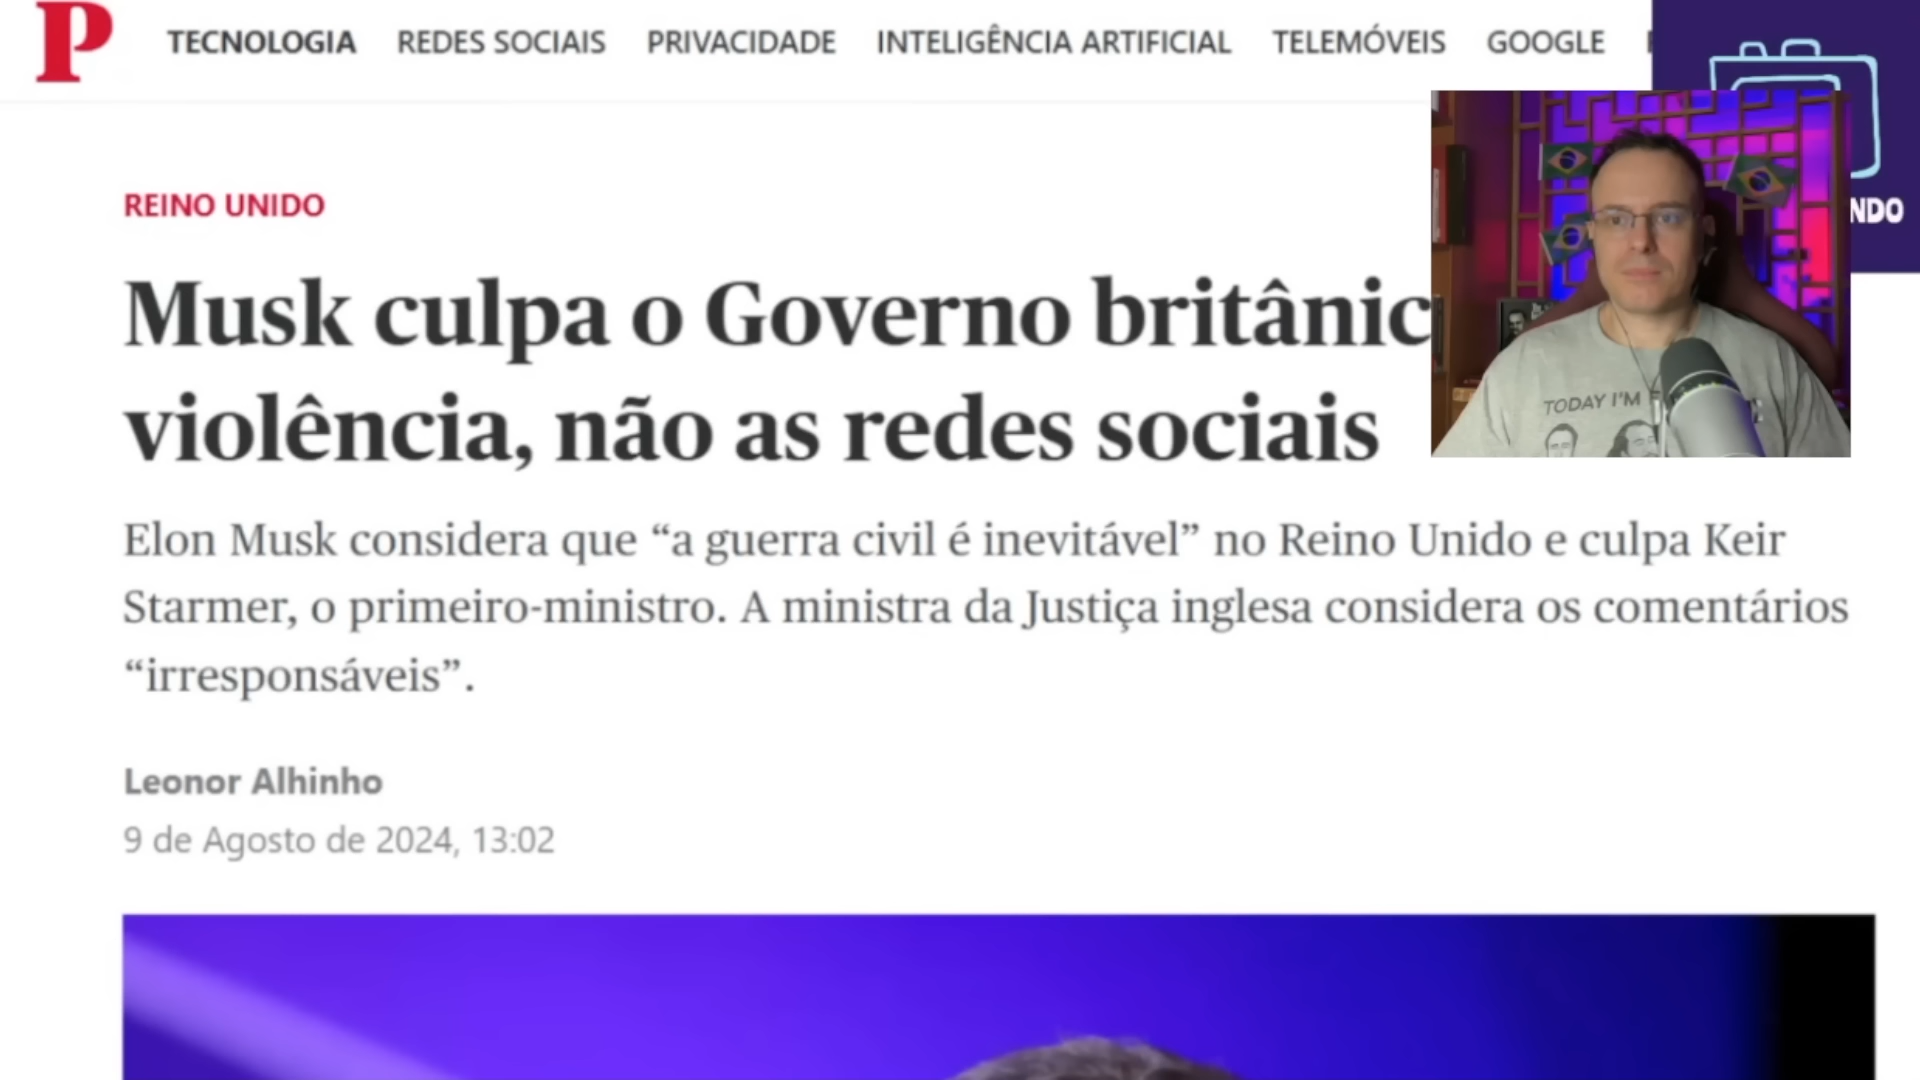 P
TECNOLOGIA REDES SOCIAIS PRIVACIDADE INTELIGÊNCIA ARTIFICIAL TELEMÓVEIS GOOGLE
NDO
REINO UNIDO
Musk culpa o Governo britânic
violência, não as redes sociais
TODAY I'M
Elon Musk considera que “a guerra civil é inevitável” no Reino Unido e culpa Keir
Starmer, o primeiro-ministro. A ministra da Justiça inglesa considera os comentários
“irresponsáveis”.
Leonor Alhinho
9 de Agosto de 2024, 13:02